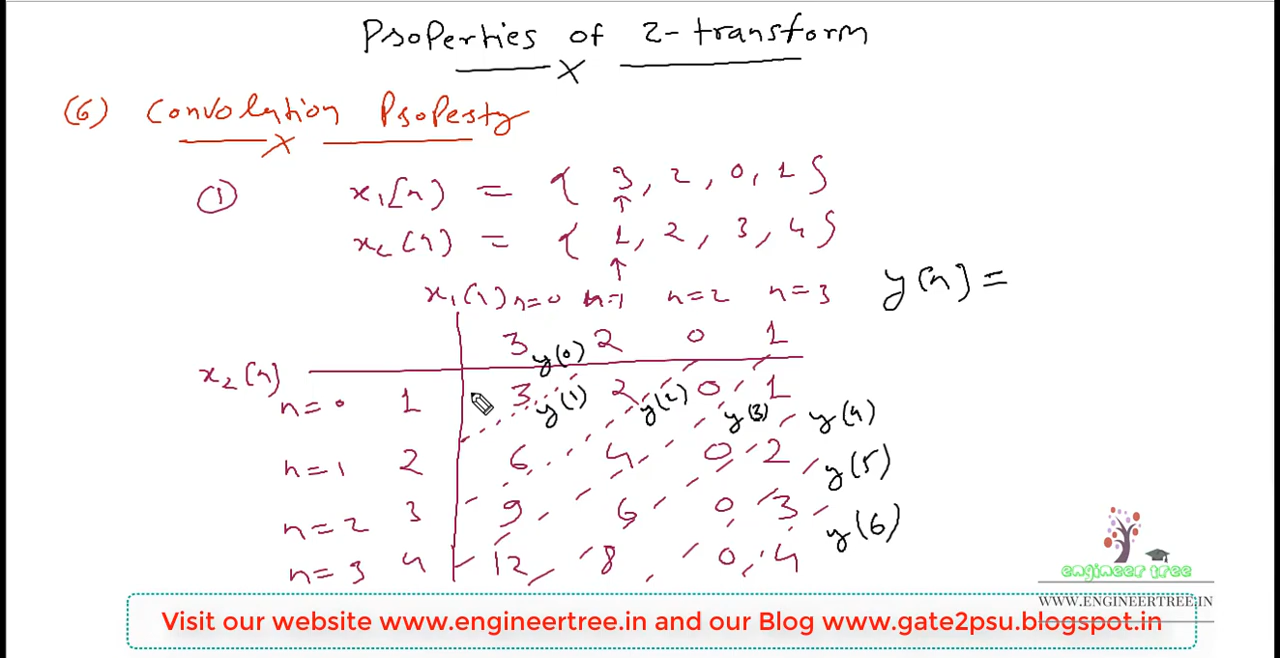 Properties of z-transform
x
(6) Convolution Property
x
① x₁[n) = { 3, 2, 0, 1 }
↑
x₂(n) = { 1, 2, 3, 4 }
↑
x₁(n) n=0 n=1 n=2 n=3 y[n] =
3 y(0) 2 0 1
x₂(n)
n=0 1 3 y(1) 2 y(2) 0 y(3) 1 y(4)
n=1 2 6 4 0 2 y(5)
n=2 3 9 6 0 3 y(6)
n=3 4 12 8 0 4
engineer tree
WWW.ENGINEERTREE.IN
Visit our website www.engineertree.in and our Blog www.gate2psu.blogspot.in